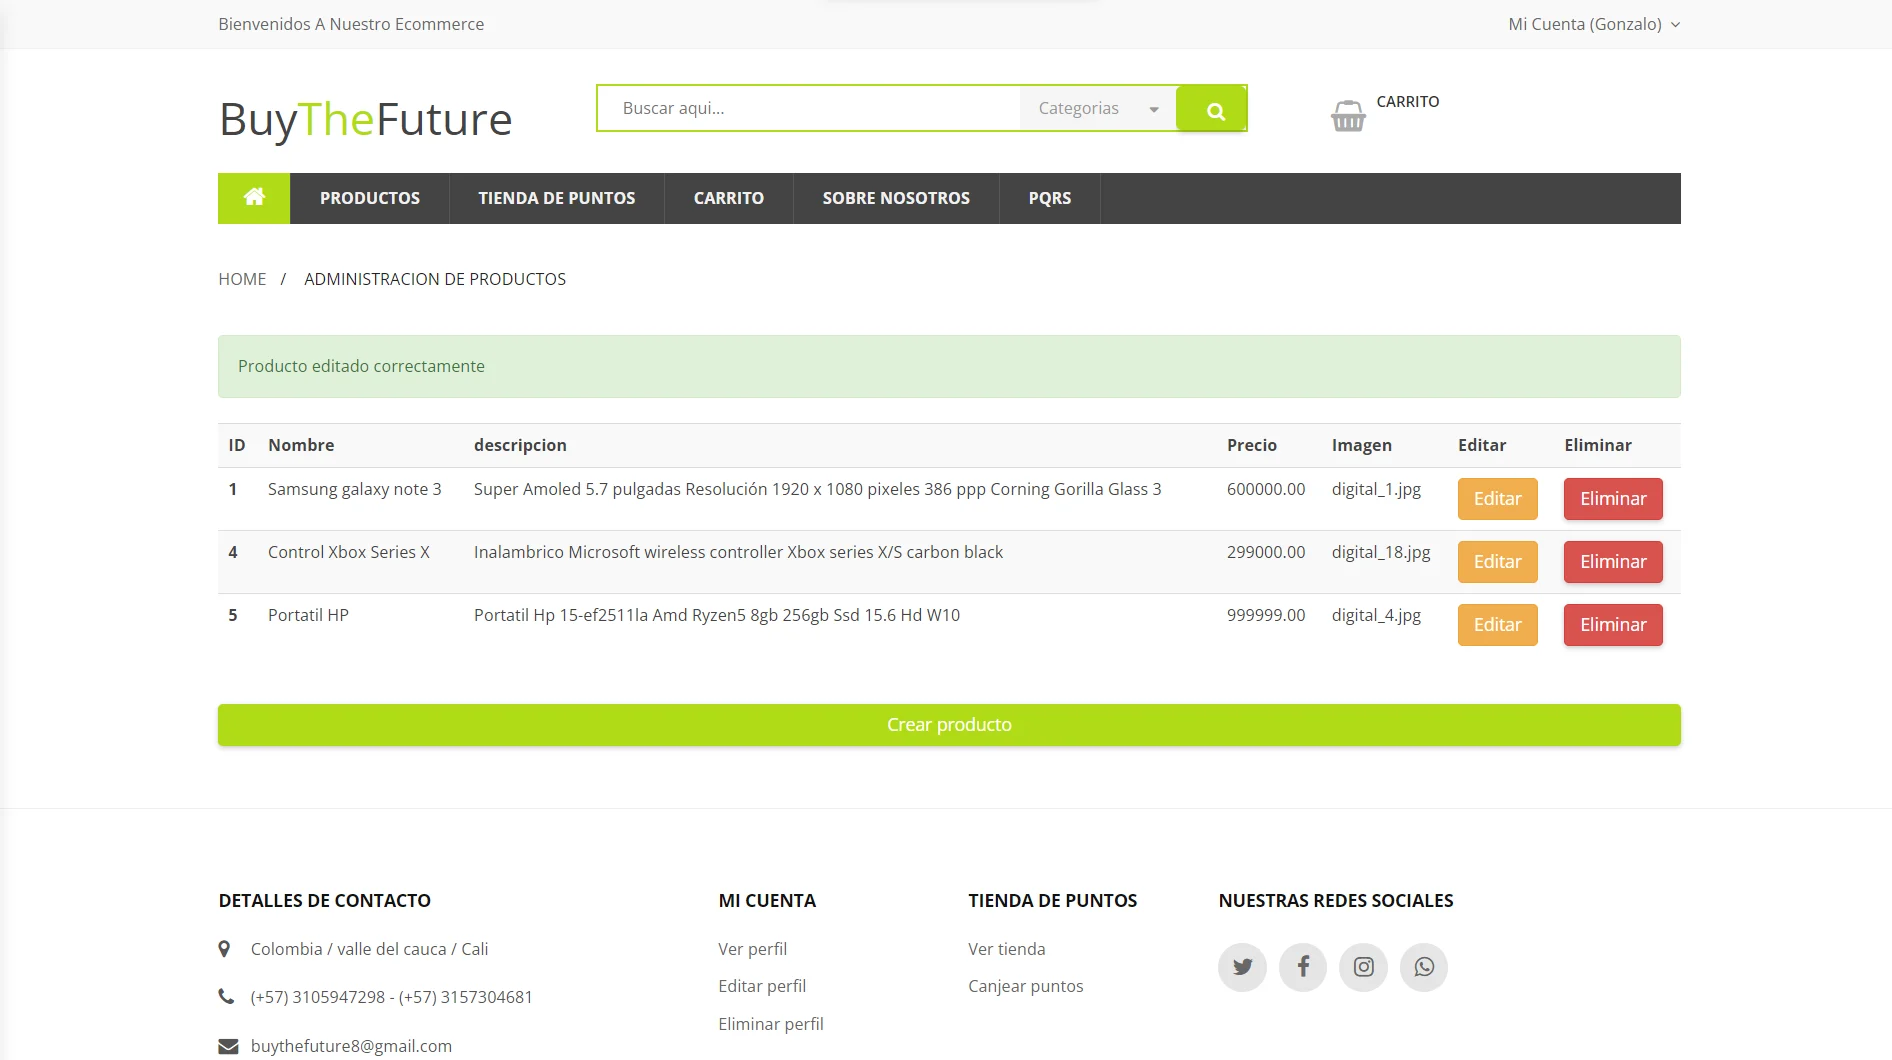 Bienvenidos A Nuestro Ecommerce
Mi Cuenta (Gonzalo)
BuyTheFuture
Buscar aqui...
Categorias
CARRITO
PRODUCTOS
TIENDA DE PUNTOS
CARRITO
SOBRE NOSOTROS
PQRS
HOME / ADMINISTRACION DE PRODUCTOS
Producto editado correctamente
ID Nombre descripcion Precio Imagen Editar Eliminar
1 Samsung galaxy note 3 Super Amoled 5.7 pulgadas Resolución 1920 x 1080 pixeles 386 ppp Corning Gorilla Glass 3 600000.00 digital_1.jpg Editar Eliminar
4 Control Xbox Series X Inalambrico Microsoft wireless controller Xbox series X/S carbon black 299000.00 digital_18.jpg Editar Eliminar
5 Portatil HP Portatil Hp 15-ef2511la Amd Ryzen5 8gb 256gb Ssd 15.6 Hd W10 999999.00 digital_4.jpg Editar Eliminar
Crear producto
DETALLES DE CONTACTO
Colombia / valle del cauca / Cali
(+57) 3105947298 - (+57) 3157304681
buythefuture8@gmail.com
MI CUENTA
Ver perfil
Editar perfil
Eliminar perfil
TIENDA DE PUNTOS
Ver tienda
Canjear puntos
NUESTRAS REDES SOCIALES